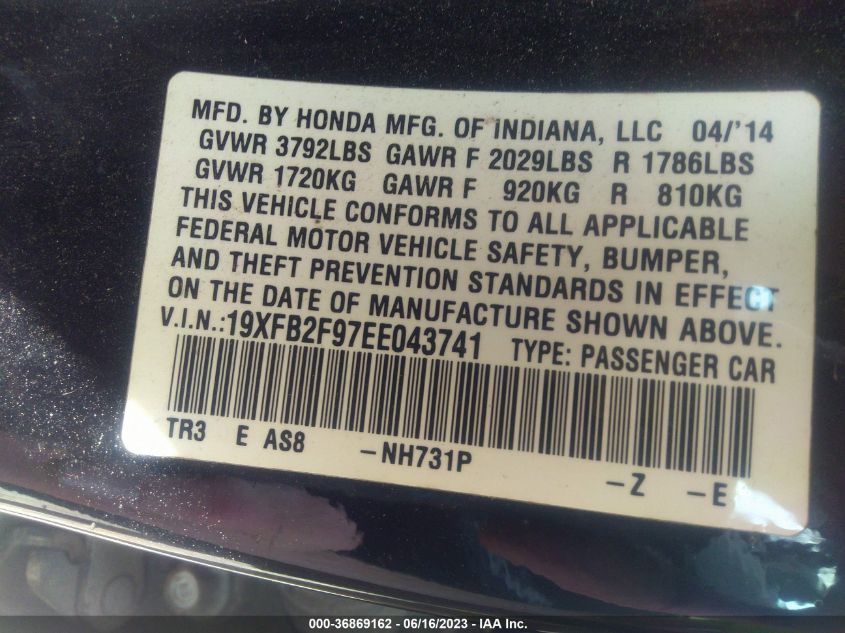 MFD. BY HONDA MFG. OF INDIANA, LLC 04/'14
GVWR 3792LBS GAWR F 2029LBS R 1786LBS
GVWR 1720KG GAWR F 920KG R 810KG
THIS VEHICLE CONFORMS TO ALL APPLICABLE
FEDERAL MOTOR VEHICLE SAFETY, BUMPER,
AND THEFT PREVENTION STANDARDS IN EFFECT
ON THE DATE OF MANUFACTURE SHOWN ABOVE.
V.I.N.:19XFB2F97EE043741 TYPE: PASSENGER CAR
TR3 E AS8 -NH731P -Z -E
000-36869162 - 06/16/2023 - IAA, Inc.